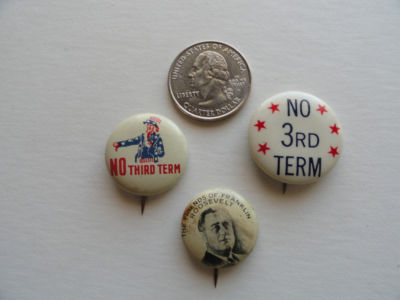 UNITED STATES OF AMERICA
LIBERTY
QUARTER DOLLAR
NO THIRD TERM
NO
3RD
TERM
THE FRIENDS OF FRANKLIN
ROOSEVELT